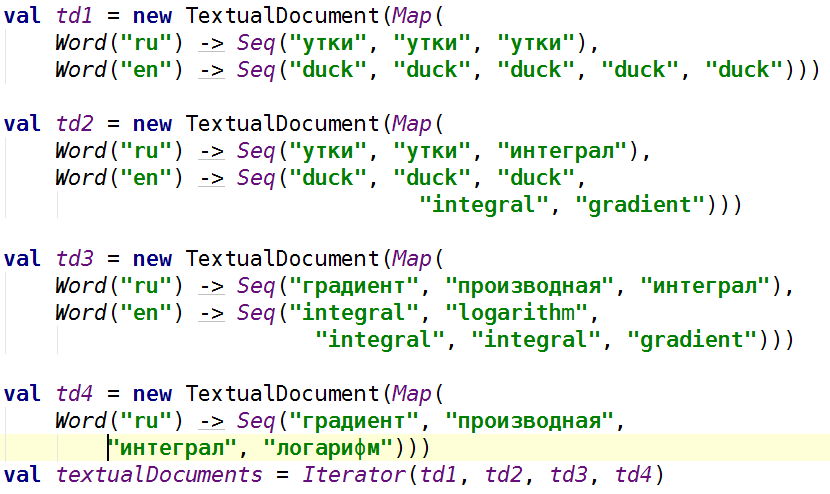 val td1 = new TextualDocument(Map(
Word("ru") -> Seq("утки", "утки", "утки"),
Word("en") -> Seq("duck", "duck", "duck", "duck", "duck")))
val td2 = new TextualDocument(Map(
Word("ru") -> Seq("утки", "утки", "интеграл"),
Word("en") -> Seq("duck", "duck", "duck",
"integral", "gradient")))
val td3 = new TextualDocument(Map(
Word("ru") -> Seq("градиент", "производная", "интеграл"),
Word("en") -> Seq("integral", "logarithm",
"integral", "integral", "gradient")))
val td4 = new TextualDocument(Map(
Word("ru") -> Seq("градиент", "производная",
"интеграл", "логарифм")))
val textualDocuments = Iterator(td1, td2, td3, td4)